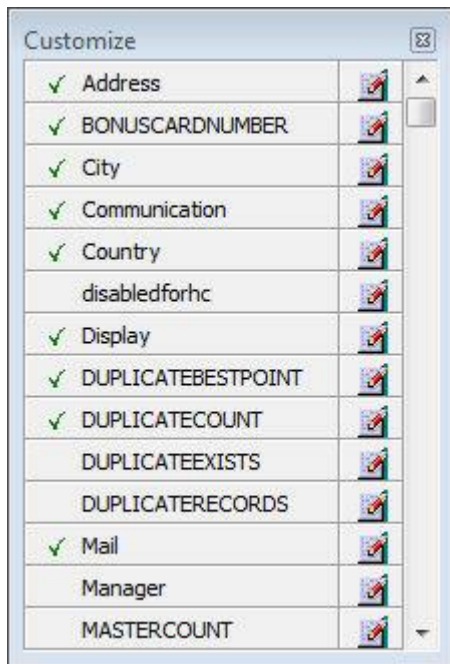 Customize
Address
BONUSCARDNUMBER
City
Communication
Country
disabledforhc
Display
DUPLICATEBESTPOINT
DUPLICATECOUNT
DUPLICATEEXISTS
DUPLICATERECORDS
Mail
Manager
MASTERCOUNT